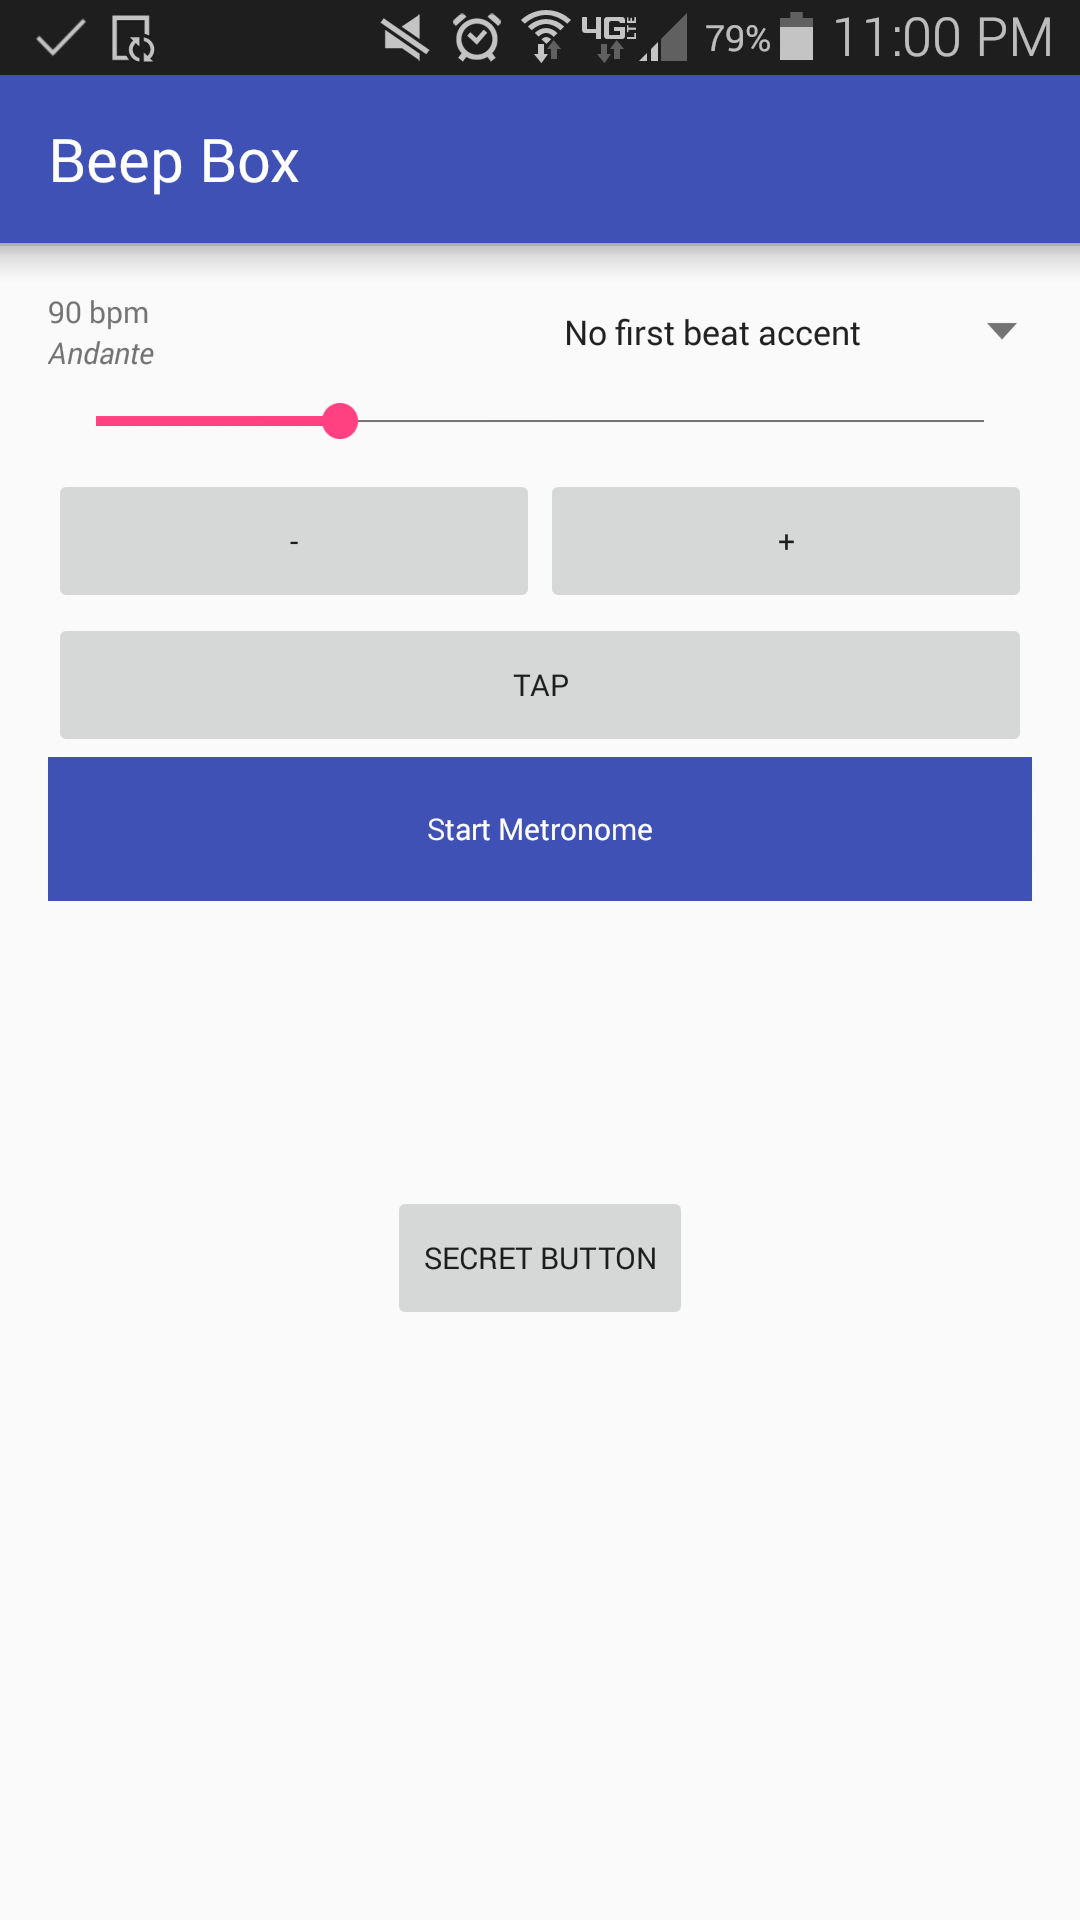 4G LTE 79% 11:00 PM
Beep Box
90 bpm
Andante
No first beat accent
- +
TAP
Start Metronome
SECRET BUTTON